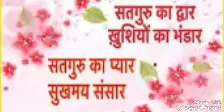 सतगुरु का द्वार
ख़ुशियों का भंडार
सतगुरु का प्यार
सुखमय संसार